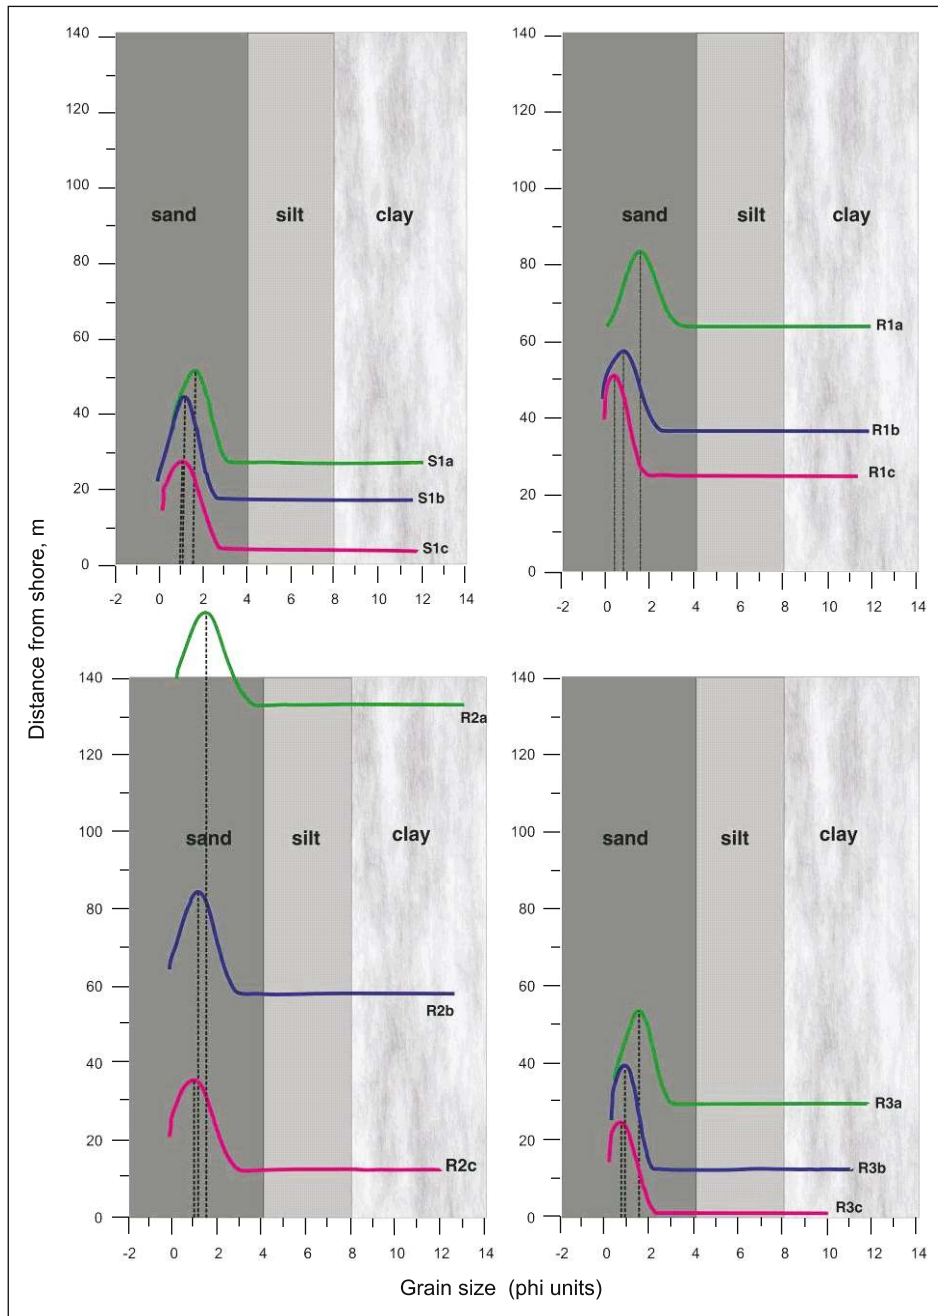 Distance from shore, m
140
120
100
80
60
40
20
0
sand silt clay
S1a
S1b
S1c
-2 0 2 4 6 8 10 12 14
140
120
100
80
60
40
20
0
sand silt clay
R1a
R1b
R1c
-2 0 2 4 6 8 10 12 14
140
120
100
80
60
40
20
0
sand silt clay
R2a
R2b
R2c
-2 0 2 4 6 8 10 12 14
140
120
100
80
60
40
20
0
sand silt clay
R3a
R3b
R3c
-2 0 2 4 6 8 10 12 14
Grain size (phi units)